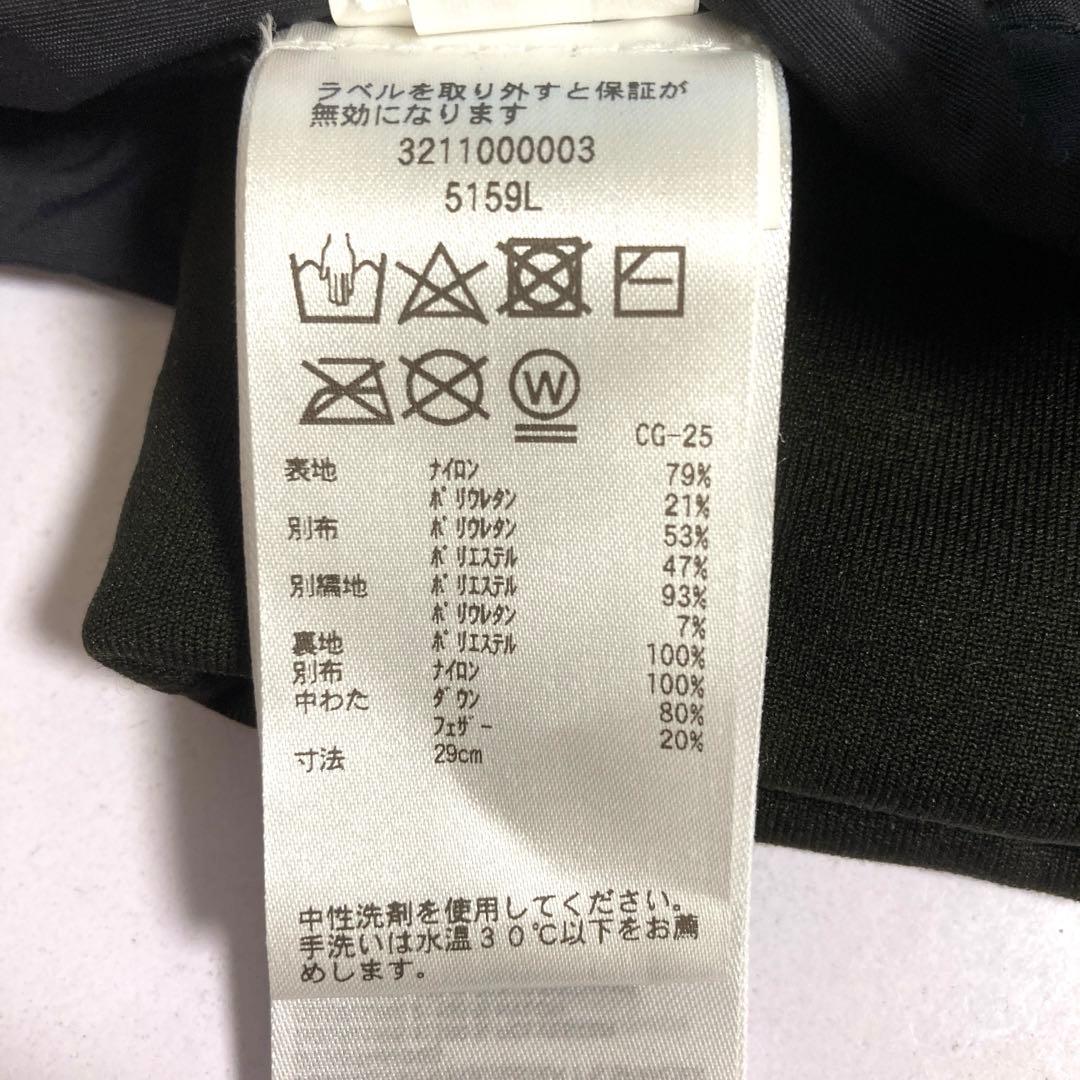 ラベルを取り外すと保証が
無効になります
3211000003
5159L
W
CG-25
表地 ﾅｲﾛﾝ 79%
ﾎﾟﾘｳﾚﾀﾝ 21%
別布 ﾎﾟﾘｳﾚﾀﾝ 53%
ﾎﾟﾘｴｽﾃﾙ 47%
別編地 ﾎﾟﾘｴｽﾃﾙ 93%
ﾎﾟﾘｳﾚﾀﾝ 7%
裏地 ﾎﾟﾘｴｽﾃﾙ 100%
別布 ﾅｲﾛﾝ 100%
中わた ﾀﾞｳﾝ 80%
ﾌｪｻﾞｰ 20%
寸法 29cm
中性洗剤を使用してください。
手洗いは水温３０℃以下をお薦
めします。